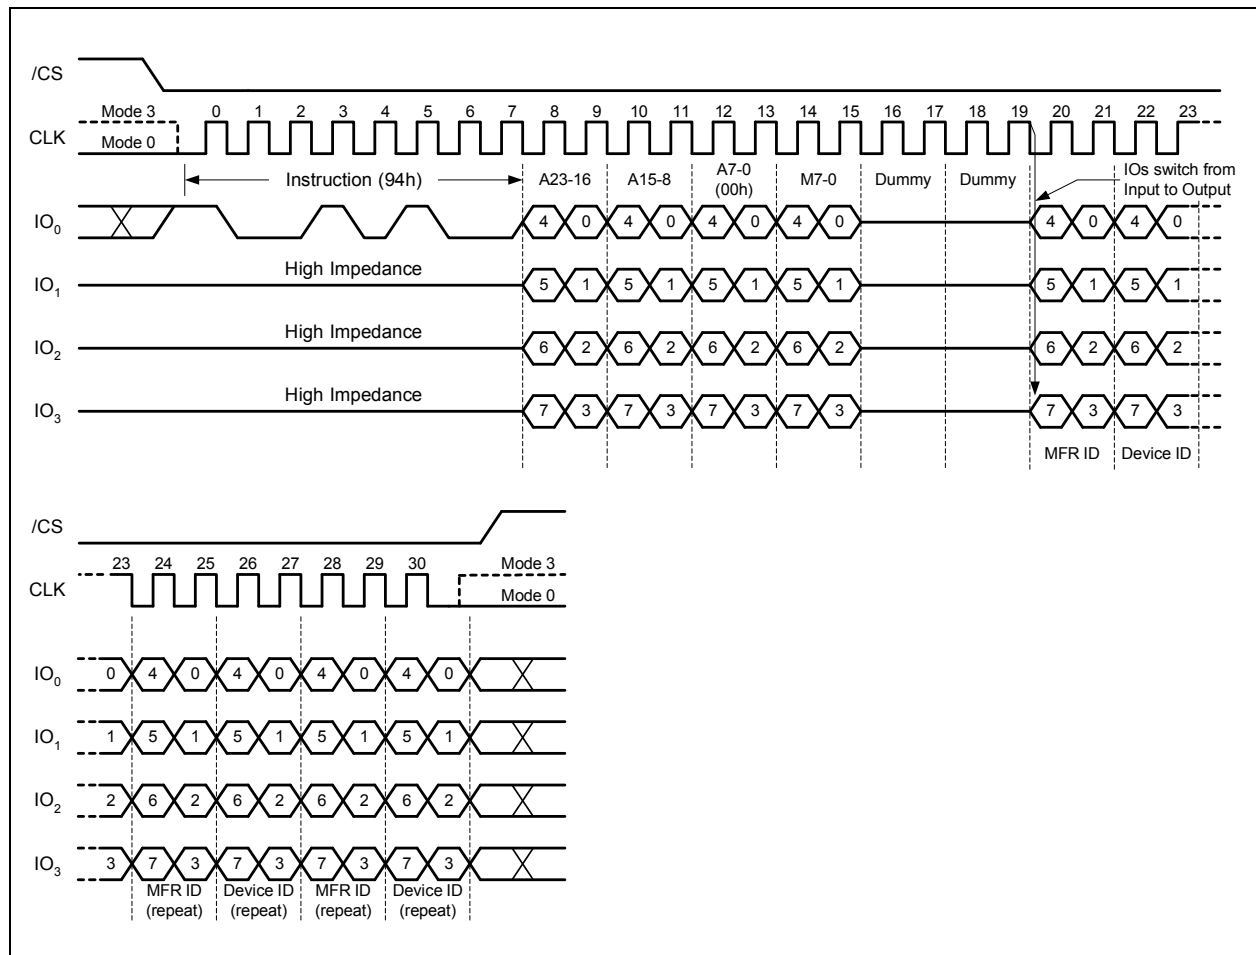 /CS
Mode 3 0 1 2 3 4 5 6 7 8 9 10 11 12 13 14 15 16 17 18 19 20 21 22 23
CLK
Mode 0
Instruction (94h) A23-16 A15-8 A7-0 (00h) M7-0 Dummy Dummy IOs switch from Input to Output
IO0 4 0 4 0 4 0 4 0 4 0 4 0
High Impedance
IO1 5 1 5 1 5 1 5 1 5 1 5 1
High Impedance
IO2 6 2 6 2 6 2 6 2 6 2 6 2
High Impedance
IO3 7 3 7 3 7 3 7 3 7 3 7 3
MFR ID Device ID
/CS
23 24 25 26 27 28 29 30 Mode 3
CLK
Mode 0
IO0 0 4 0 4 0 4 0 4 0
IO1 1 5 1 5 1 5 1 5 1
IO2 2 6 2 6 2 6 2 6 2
IO3 3 7 3 7 3 7 3 7 3
MFR ID (repeat) Device ID (repeat) MFR ID (repeat) Device ID (repeat)